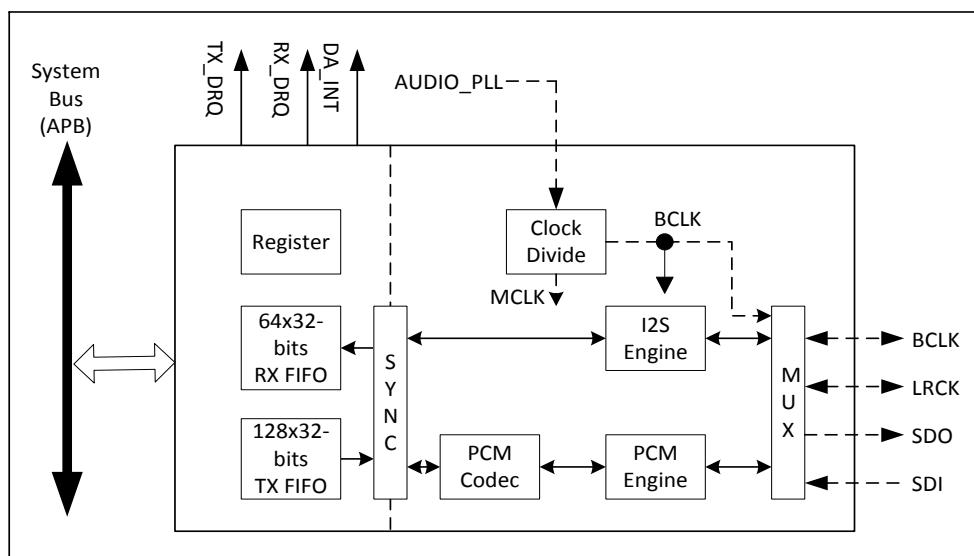 System
Bus
(APB)
TX_DRQ
RX_DRQ
DA_INT
AUDIO_PLL
Register
Clock
Divide
BCLK
MCLK
64x32-
bits
RX FIFO
S
Y
N
C
I2S
Engine
M
U
X
BCLK
LRCK
SDO
SDI
128x32-
bits
TX FIFO
PCM
Codec
PCM
Engine